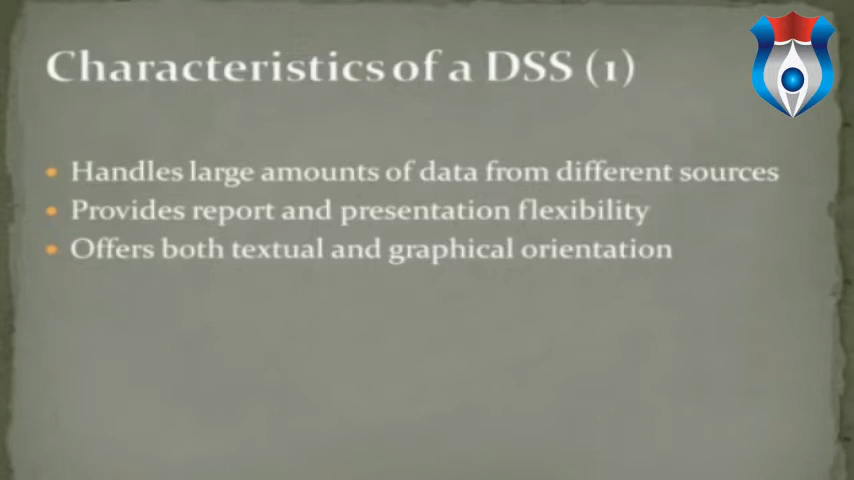 Characteristics of a DSS (1)
Handles large amounts of data from different sources
Provides report and presentation flexibility
Offers both textual and graphical orientation